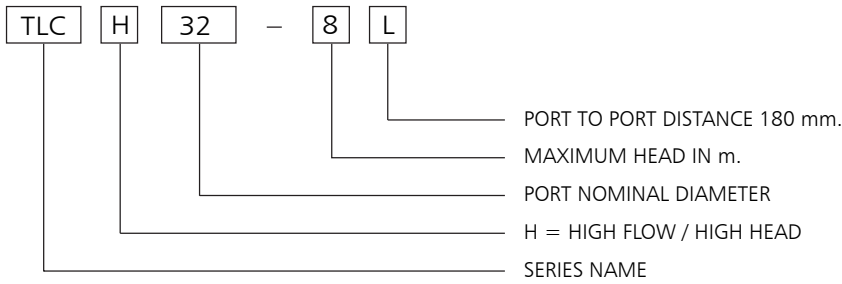 TLC H 32 – 8 L
PORT TO PORT DISTANCE 180 mm.
MAXIMUM HEAD IN m.
PORT NOMINAL DIAMETER
H = HIGH FLOW / HIGH HEAD
SERIES NAME